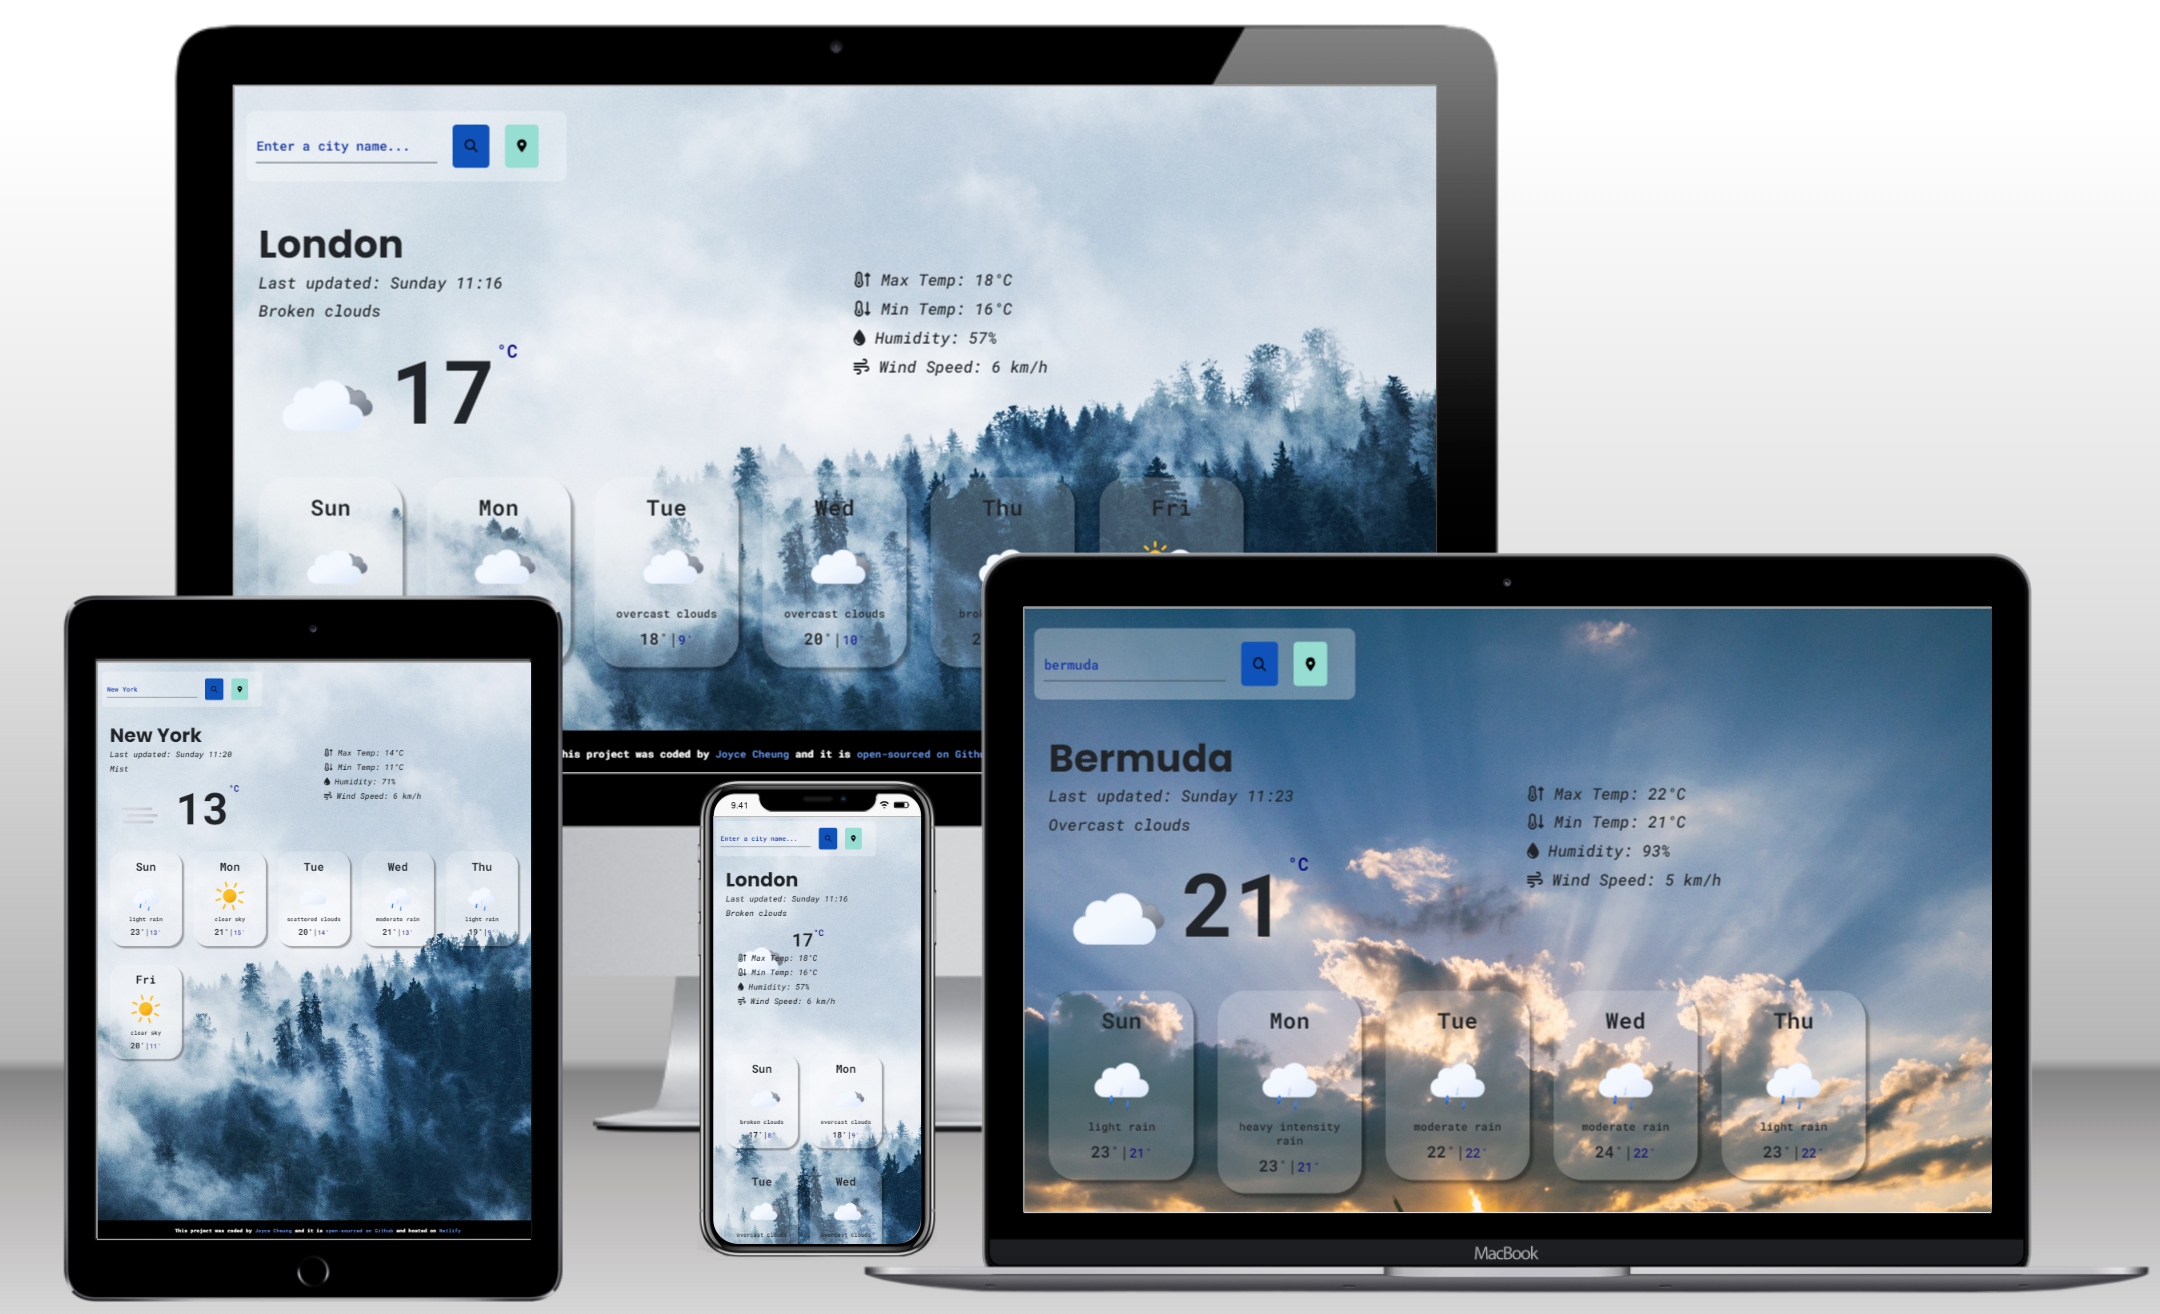 Enter a city name...
London
Last updated: Sunday 11:16
Broken clouds
17
°C
Max Temp: 18°C
Min Temp: 16°C
Humidity: 57%
Wind Speed: 6 km/h
Sun
Mon
Tue
Wed
Thu
Fri
overcast clouds
overcast clouds
18°|9°
20°|10°
his project was coded by Joyce Cheung and it is open-sourced on
New York
New York
Last updated: Sunday 11:20
Mist
13
°C
Max Temp: 14°C
Min Temp: 11°C
Humidity: 71%
Wind Speed: 6 km/h
Sun
Mon
Tue
Wed
Thu
light rain
clear sky
scattered clouds
moderate rain
light rain
23°|13°
21°|15°
20°|14°
21°|13°
19°|9°
Fri
clear sky
20°|11°
This project was coded by Joyce Cheung and it is open-sourced on Github and hosted on Netlify
9.41
Enter a city name...
London
Last updated: Sunday 11:16
Broken clouds
17
°C
Max Temp: 18°C
Min Temp: 16°C
Humidity: 57%
Wind Speed: 6 km/h
Sun
Mon
broken clouds
overcast clouds
17°|8°
18°|9°
Tue
Wed
overcast clouds
overcast clouds
bermuda
Bermuda
Last updated: Sunday 11:23
Overcast clouds
21
°C
Max Temp: 22°C
Min Temp: 21°C
Humidity: 93%
Wind Speed: 5 km/h
Sun
Mon
Tue
Wed
Thu
light rain
heavy intensity
rain
moderate rain
moderate rain
light rain
23°|21°
23°|21°
22°|22°
24°|22°
23°|22°
MacBook